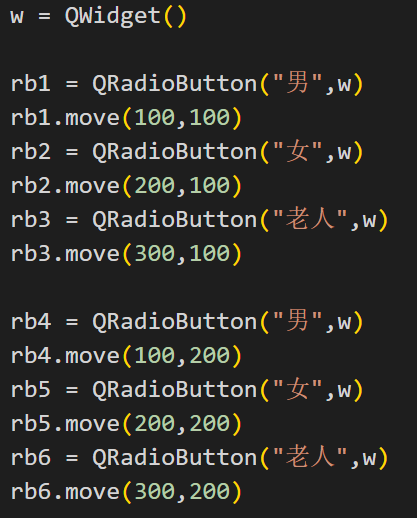 w = QWidget()

rb1 = QRadioButton("男",w)
rb1.move(100,100)
rb2 = QRadioButton("女",w)
rb2.move(200,100)
rb3 = QRadioButton("老人",w)
rb3.move(300,100)

rb4 = QRadioButton("男",w)
rb4.move(100,200)
rb5 = QRadioButton("女",w)
rb5.move(200,200)
rb6 = QRadioButton("老人",w)
rb6.move(300,200)